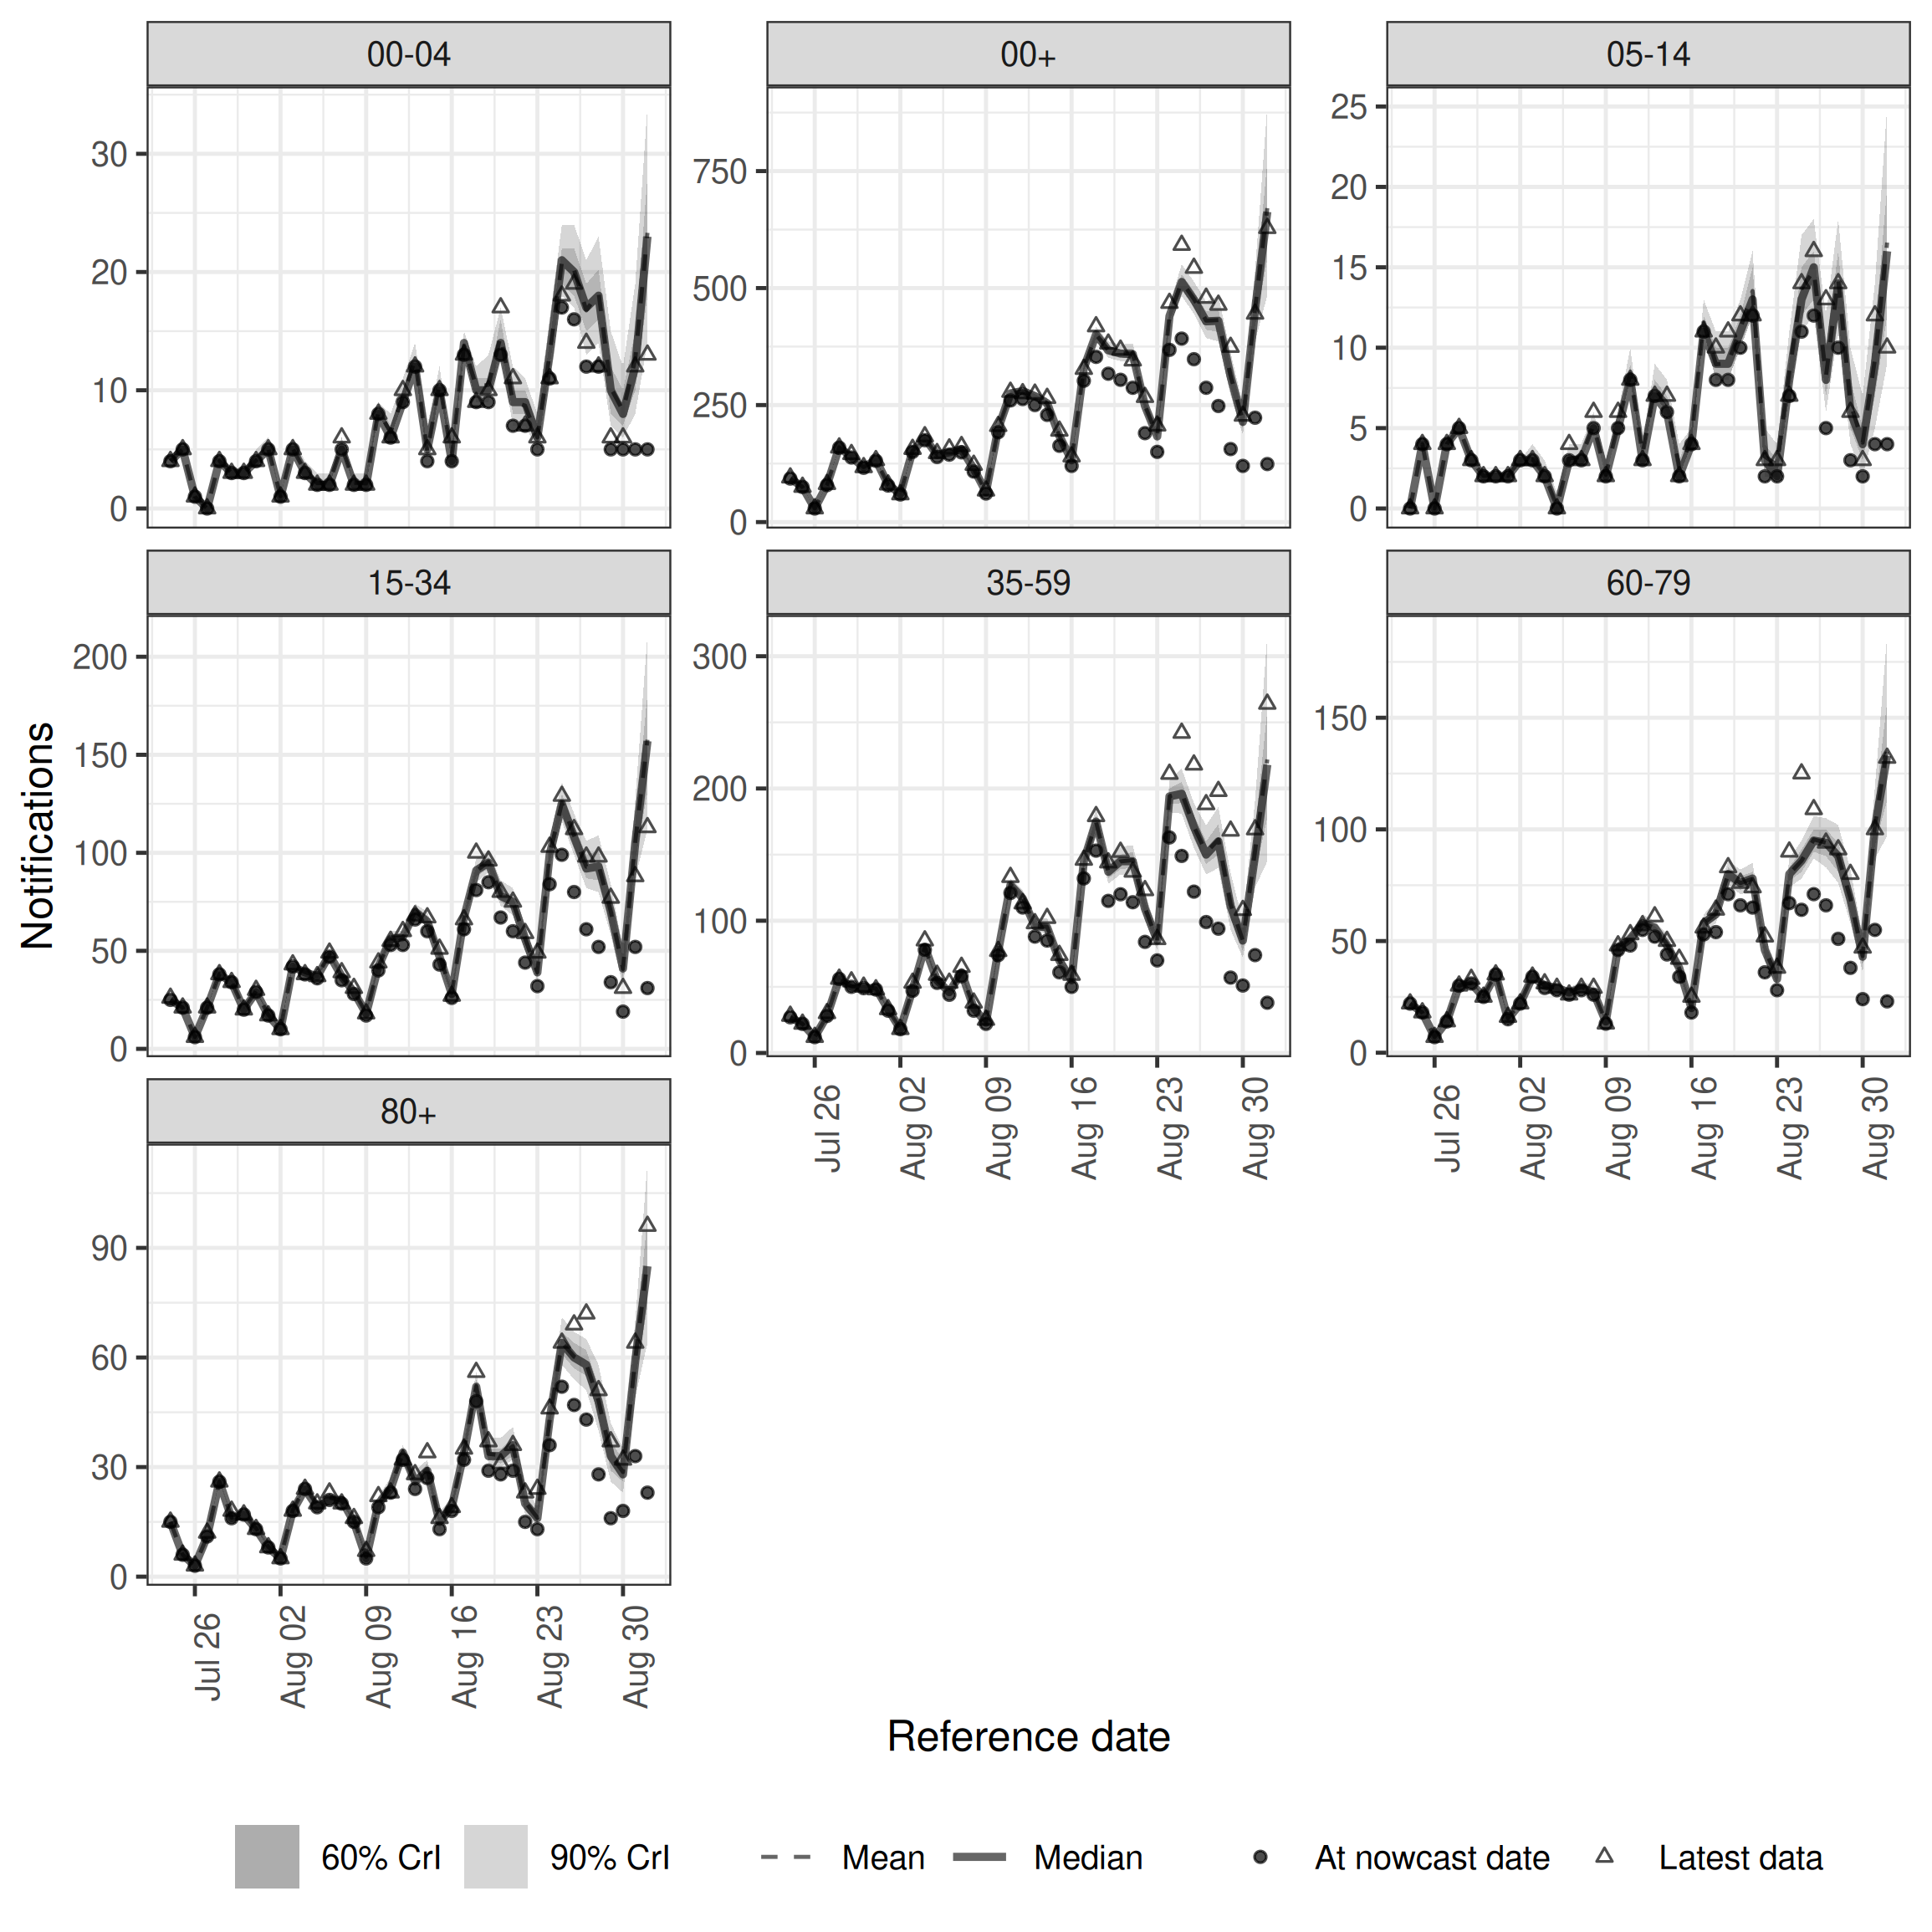 00-04
00+
05-14
30
20
10
0
750
500
250
0
25
20
15
10
5
0
15-34
35-59
60-79
200
150
100
50
0
300
200
100
0
150
100
50
0
Jul 26
Aug 02
Aug 09
Aug 16
Aug 23
Aug 30
Jul 26
Aug 02
Aug 09
Aug 16
Aug 23
Aug 30
80+
90
60
30
0
Jul 26
Aug 02
Aug 09
Aug 16
Aug 23
Aug 30
Notifications
Reference date
60% CrI 90% CrI Mean Median At nowcast date Latest data